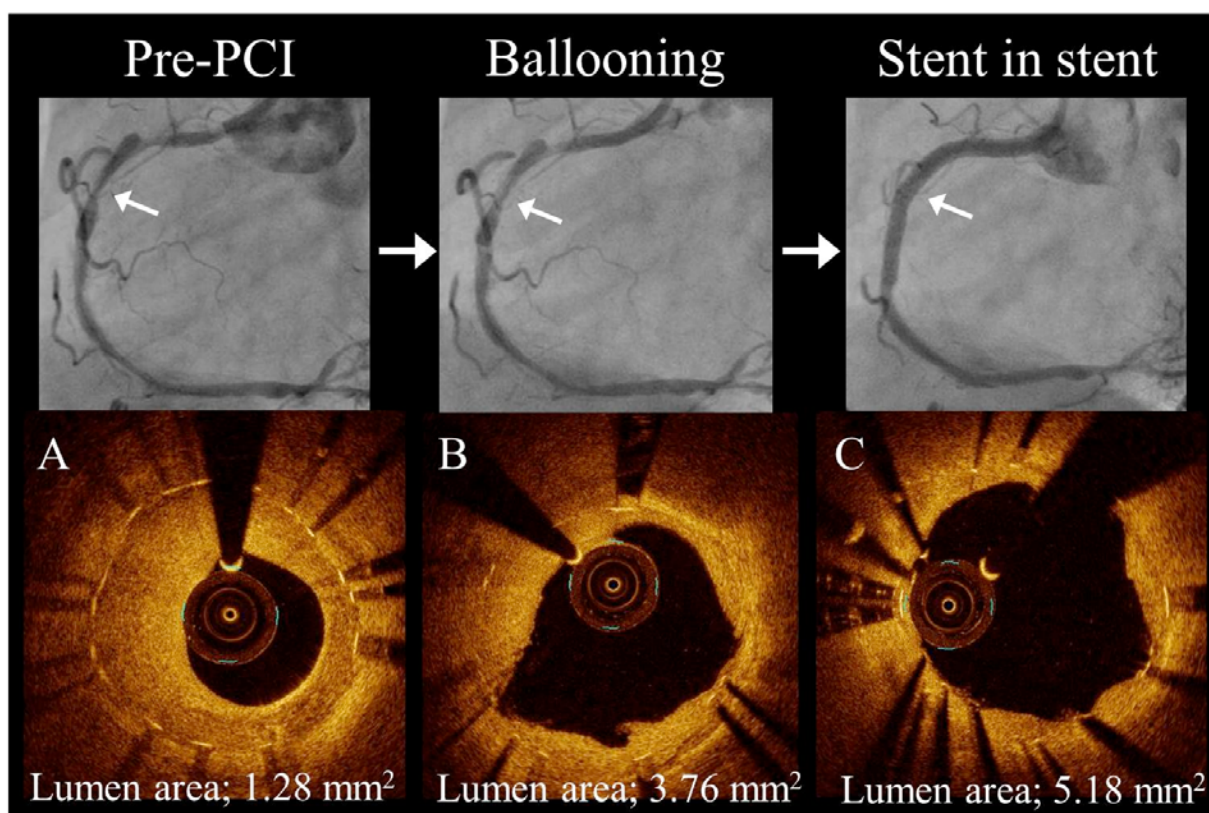 Pre-PCI
Ballooning
Stent in stent
A
B
C
Lumen area; 1.28 mm²
Lumen area; 3.76 mm²
Lumen area; 5.18 mm²